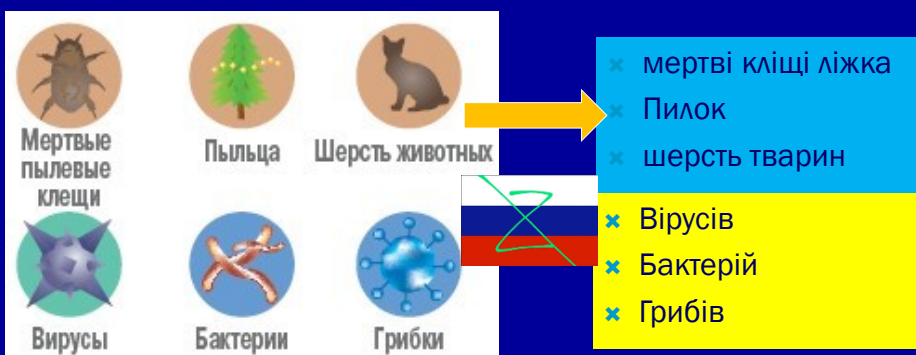 Мертвые
пылевые
клещи
Пыльца
Шерсть животных
Вирусы
Бактерии
Грибки
мертві кліщі ліжка
Пилок
шерсть тварин
Вірусів
Бактерій
Грибів